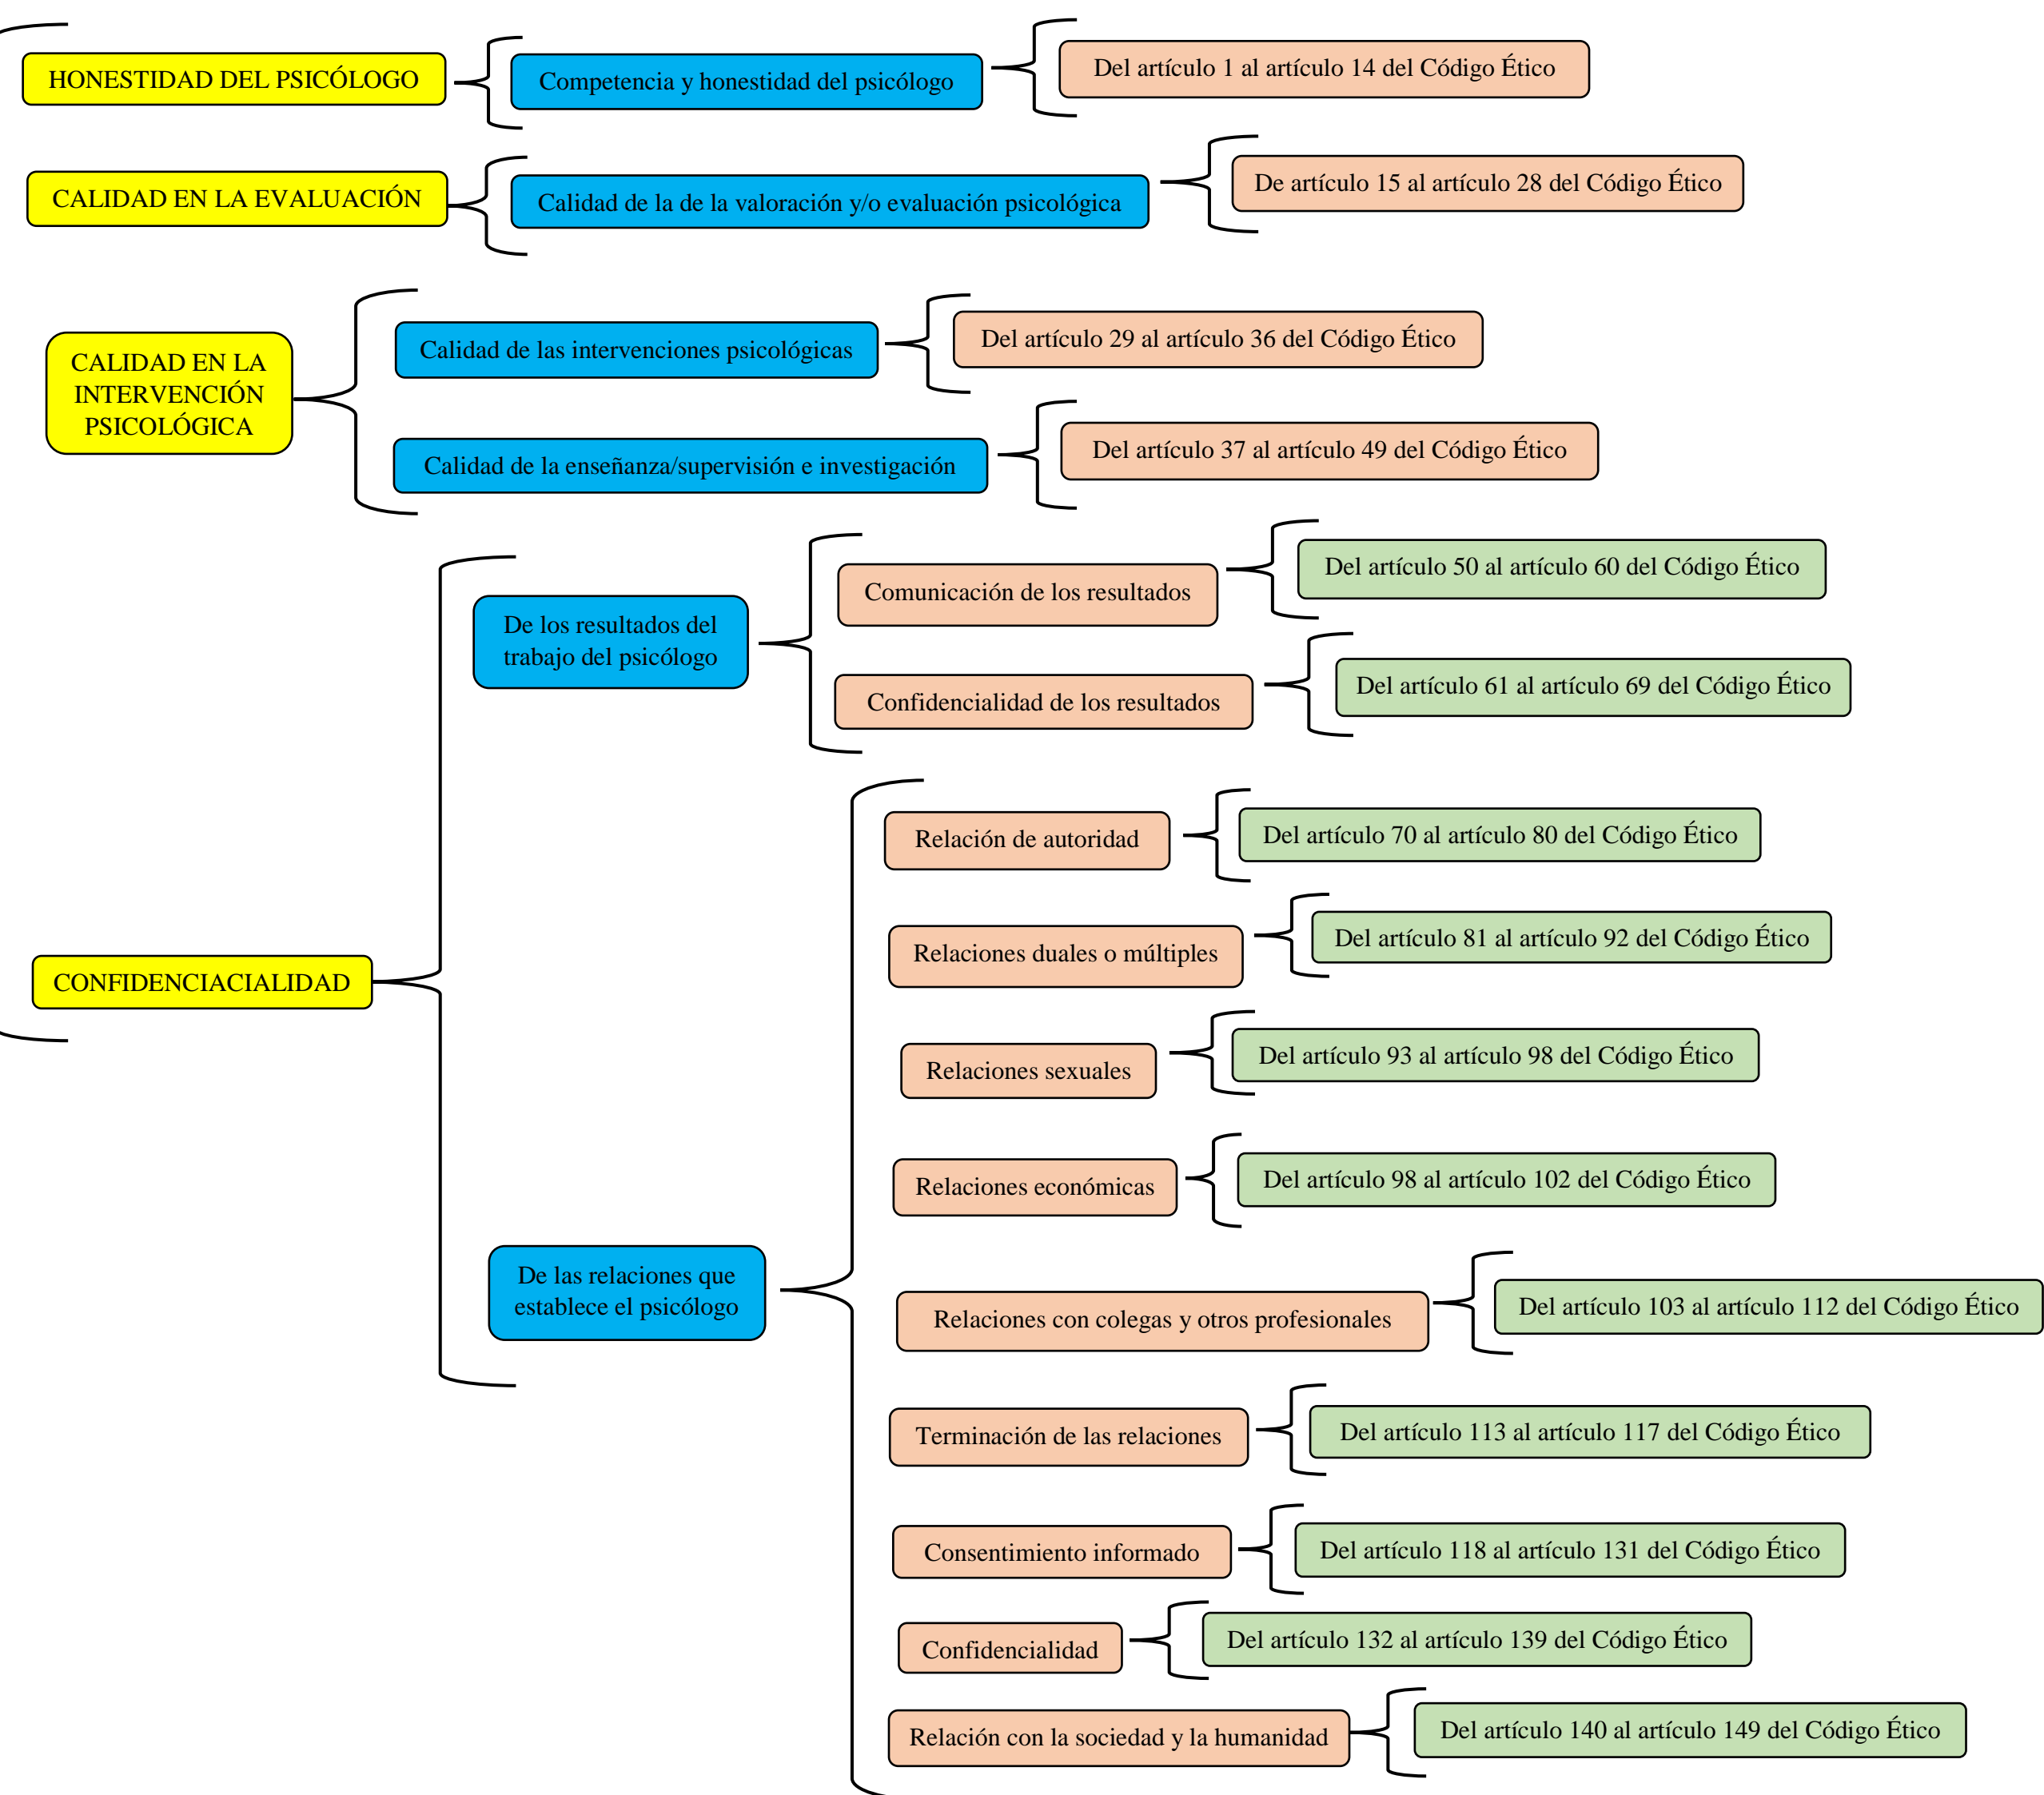 HONESTIDAD DEL PSICÓLOGO
Competencia y honestidad del psicólogo
Del artículo 1 al artículo 14 del Código Ético
CALIDAD EN LA EVALUACIÓN
Calidad de la de la valoración y/o evaluación psicológica
De artículo 15 al artículo 28 del Código Ético
CALIDAD EN LA
INTERVENCIÓN
PSICOLÓGICA
Calidad de las intervenciones psicológicas
Del artículo 29 al artículo 36 del Código Ético
Calidad de la enseñanza/supervisión e investigación
Del artículo 37 al artículo 49 del Código Ético
CONFIDENCIACIALIDAD
De los resultados del
trabajo del psicólogo
Comunicación de los resultados
Del artículo 50 al artículo 60 del Código Ético
Confidencialidad de los resultados
Del artículo 61 al artículo 69 del Código Ético
De las relaciones que
establece el psicólogo
Relación de autoridad
Del artículo 70 al artículo 80 del Código Ético
Relaciones duales o múltiples
Del artículo 81 al artículo 92 del Código Ético
Relaciones sexuales
Del artículo 93 al artículo 98 del Código Ético
Relaciones económicas
Del artículo 98 al artículo 102 del Código Ético
Relaciones con colegas y otros profesionales
Del artículo 103 al artículo 112 del Código Ético
Terminación de las relaciones
Del artículo 113 al artículo 117 del Código Ético
Consentimiento informado
Del artículo 118 al artículo 131 del Código Ético
Confidencialidad
Del artículo 132 al artículo 139 del Código Ético
Relación con la sociedad y la humanidad
Del artículo 140 al artículo 149 del Código Ético